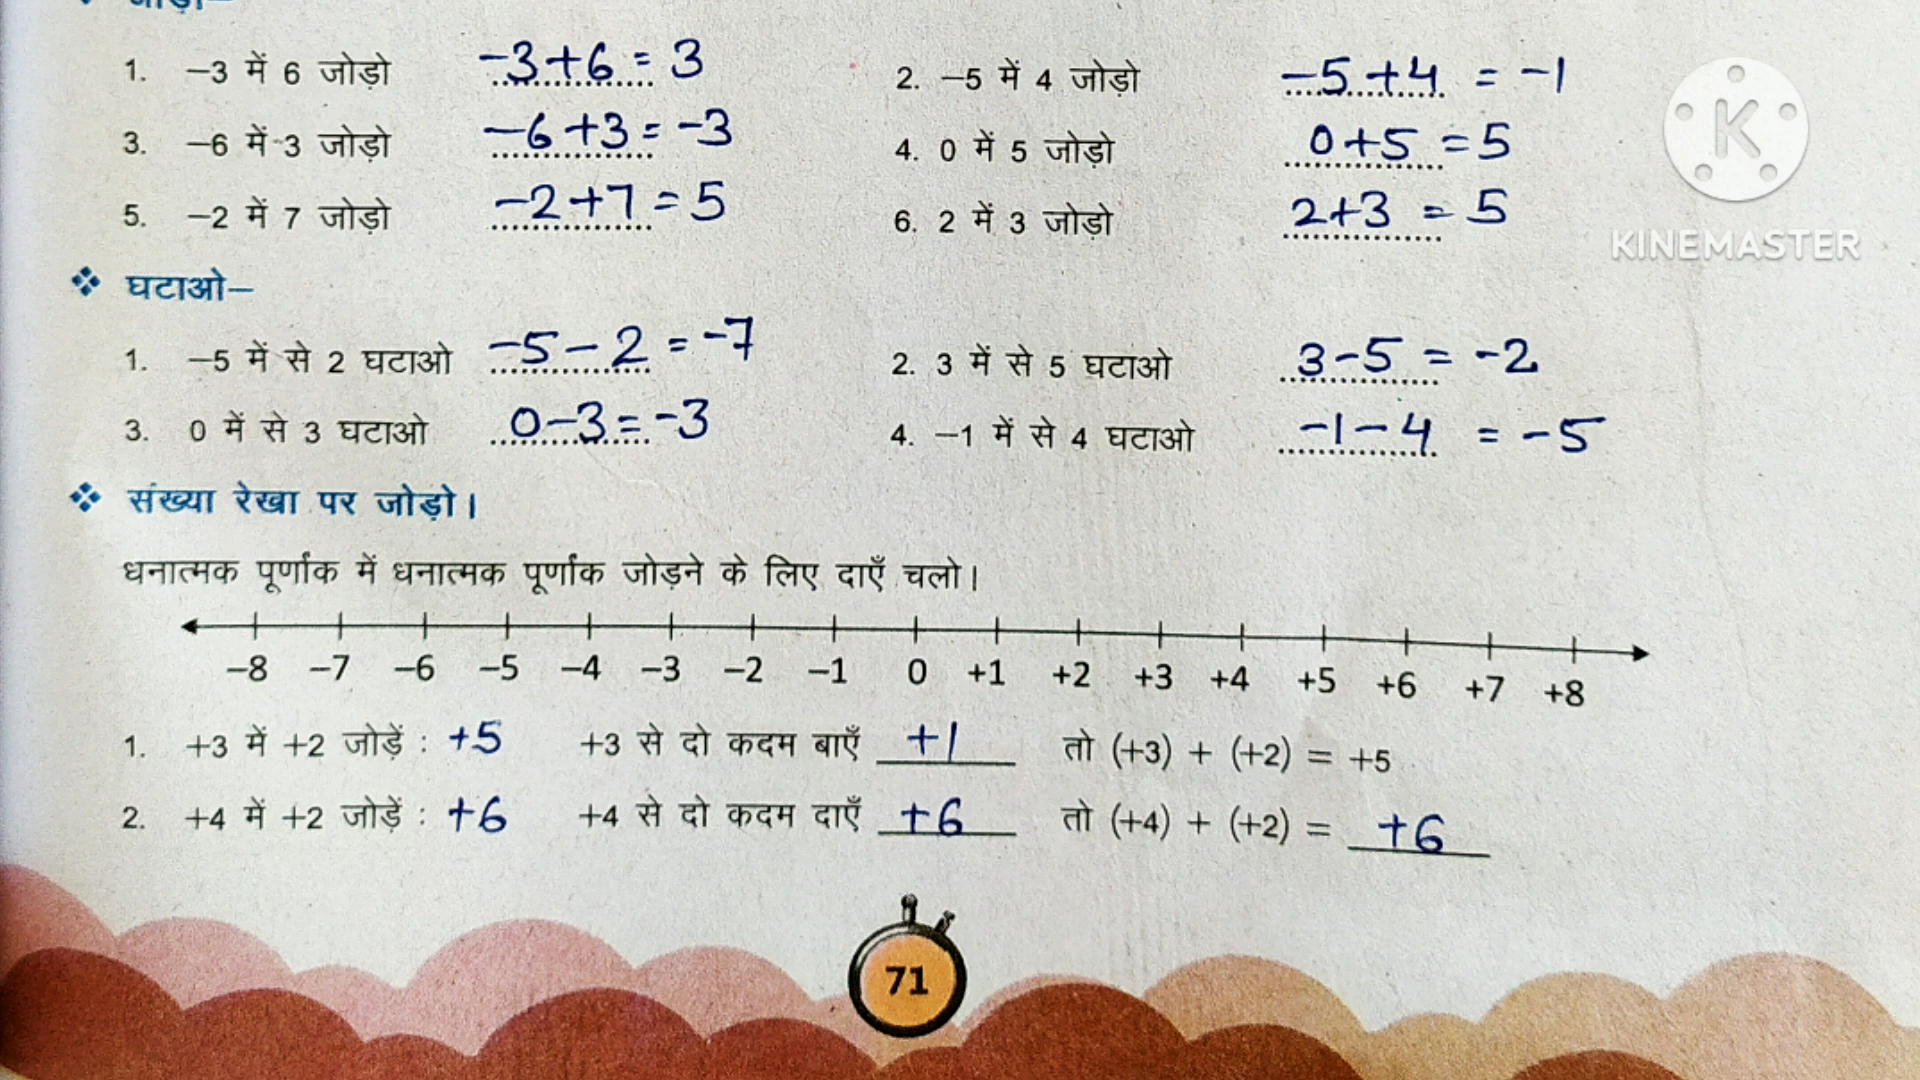 1. –3 में 6 जोड़ो -3+6 = 3 2. –5 में 4 जोड़ो -5+4 = -1
3. –6 में 3 जोड़ो -6+3 = -3 4. 0 में 5 जोड़ो 0+5 = 5
5. –2 में 7 जोड़ो -2+7 = 5 6. 2 में 3 जोड़ो 2+3 = 5
KINEMASTER
❖ घटाओ–
1. –5 में से 2 घटाओ -5-2 = -7 2. 3 में से 5 घटाओ 3-5 = -2
3. 0 में से 3 घटाओ 0-3 = -3 4. –1 में से 4 घटाओ -1-4 = -5
❖ संख्या रेखा पर जोड़ो।
धनात्मक पूर्णांक में धनात्मक पूर्णांक जोड़ने के लिए दाएँ चलो।
–8 –7 –6 –5 –4 –3 –2 –1 0 +1 +2 +3 +4 +5 +6 +7 +8
1. +3 में +2 जोड़ें : +5 +3 से दो कदम बाएँ +1 तो (+3) + (+2) = +5
2. +4 में +2 जोड़ें : +6 +4 से दो कदम दाएँ +6 तो (+4) + (+2) = +6
71